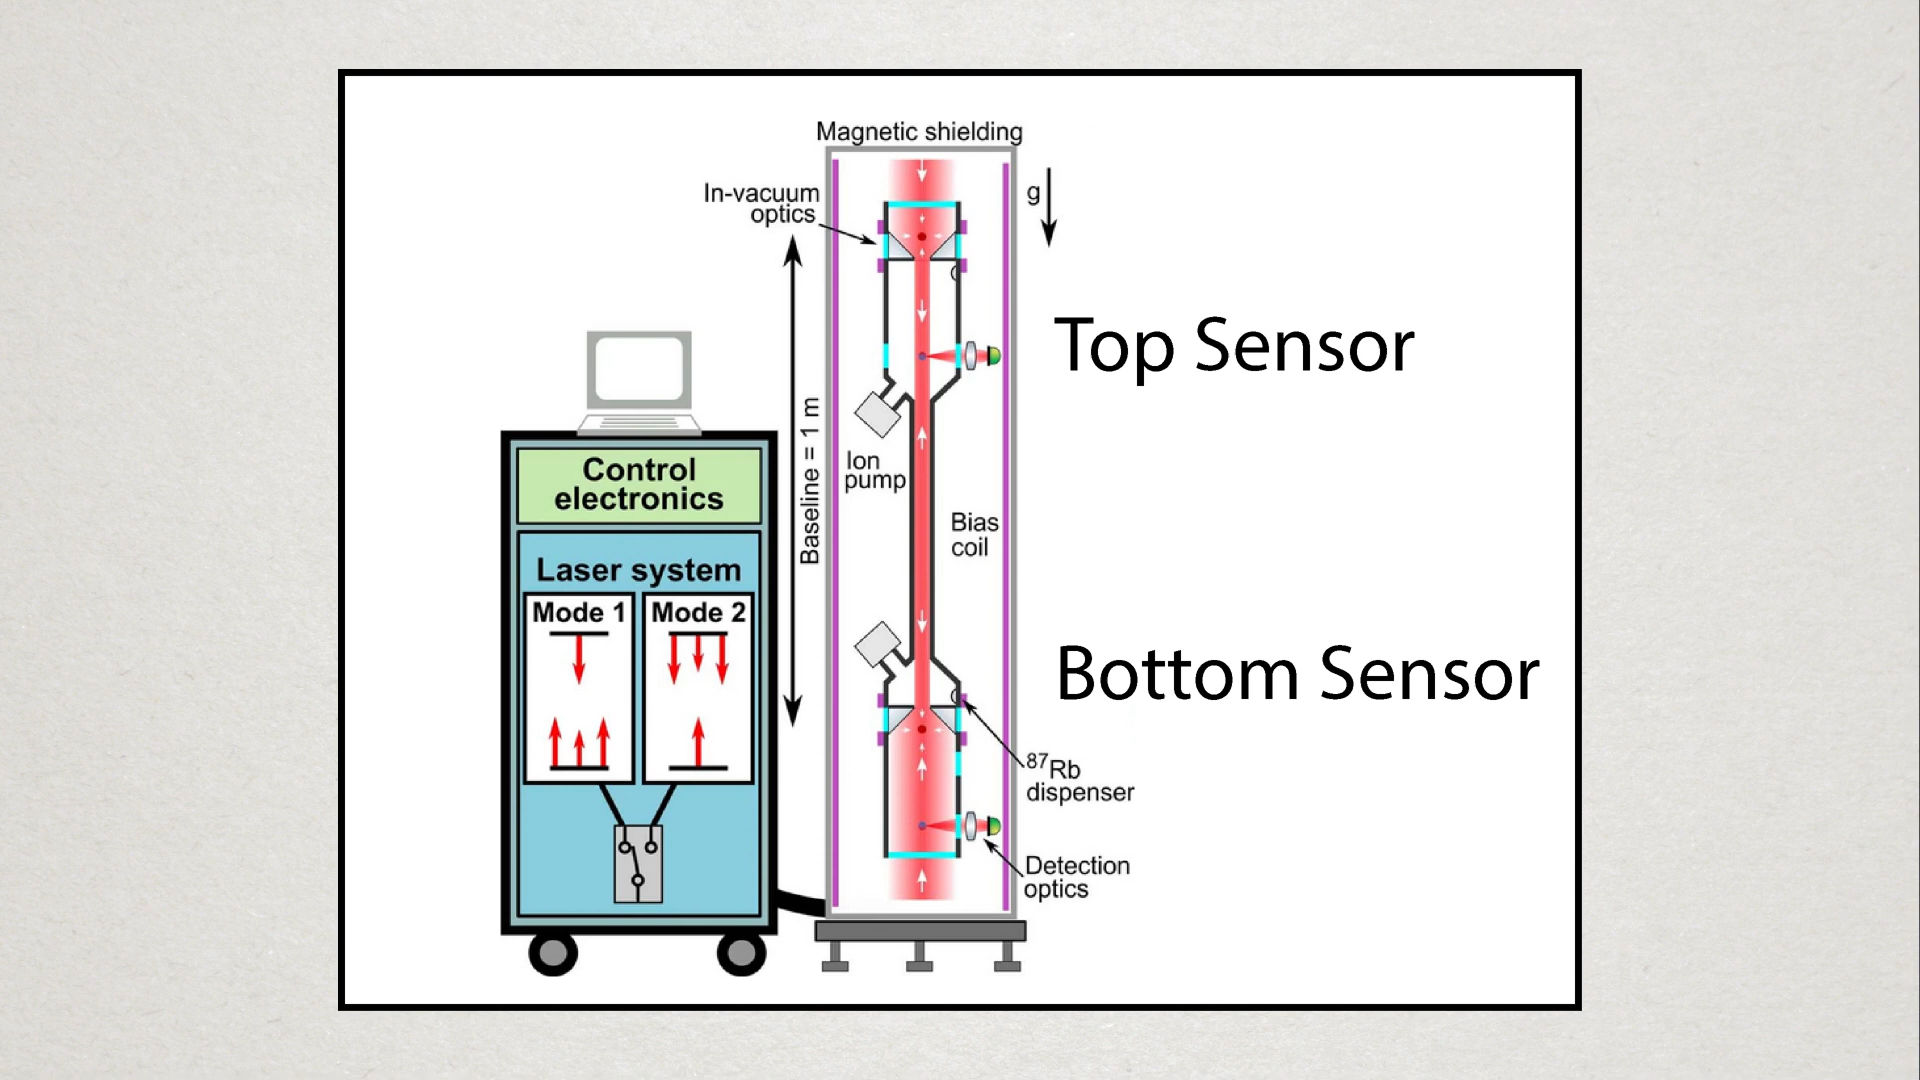 Magnetic shielding
In-vacuum
optics
g
Top Sensor
Baseline = 1 m
Ion
pump
Bias
coil
Control
electronics
Laser system
Mode 1
Mode 2
Bottom Sensor
87Rb
dispenser
Detection
optics